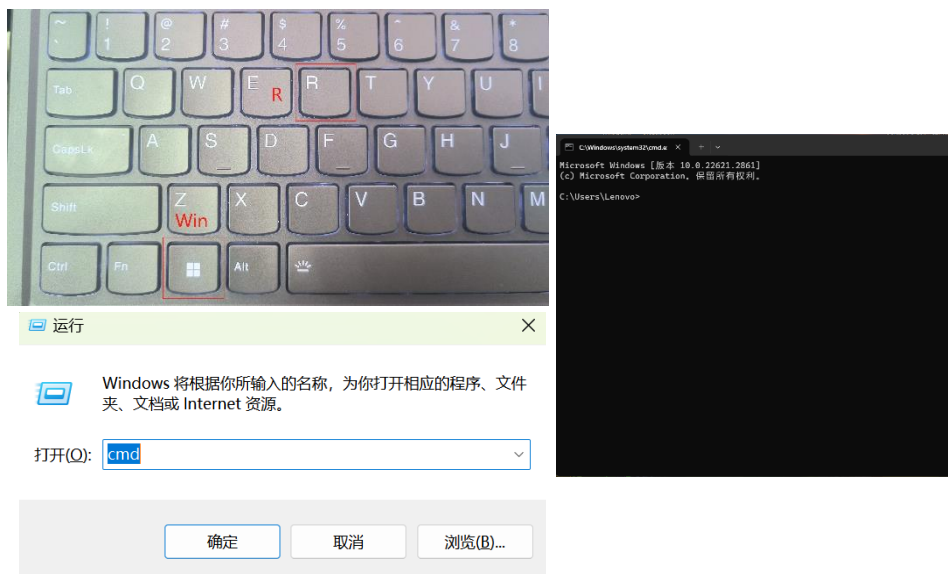 ~ ! @ # $ % ^ & *
` 1 2 3 4 5 6 7 8
Tab Q W E R R T Y U I
CapsLk A S D F G H J
Shift Z X C V B N M
Win
Ctrl Fn Alt
运行
Windows 将根据你所输入的名称，为你打开相应的程序、文件
夹、文档或 Internet 资源。
打开(O): cmd
确定 取消 浏览(B)...
C:\Windows\system32\cmd.e
Microsoft Windows [版本 10.0.22621.2861]
(c) Microsoft Corporation。保留所有权利。
C:\Users\Lenovo>